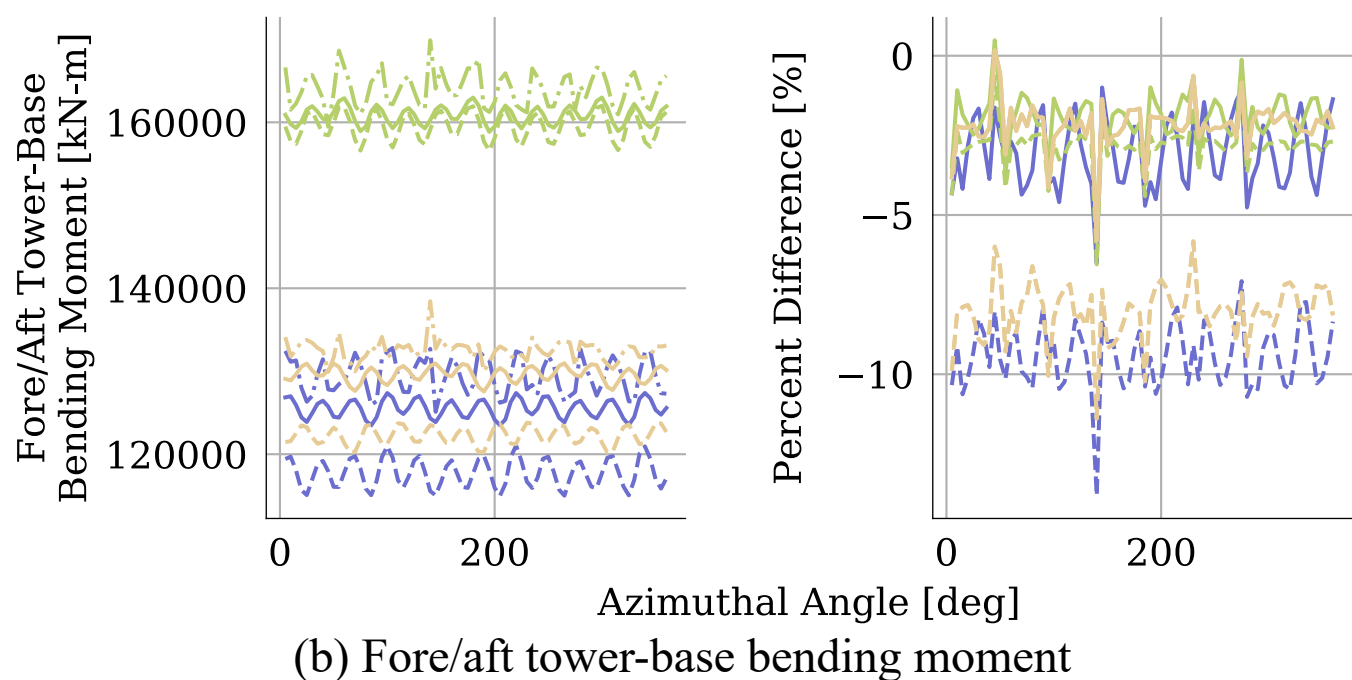 Fore/Aft Tower-Base
Bending Moment [kN-m]
160000
140000
120000
0
200
Percent Difference [%]
0
−5
−10
0
200
Azimuthal Angle [deg]
(b) Fore/aft tower-base bending moment